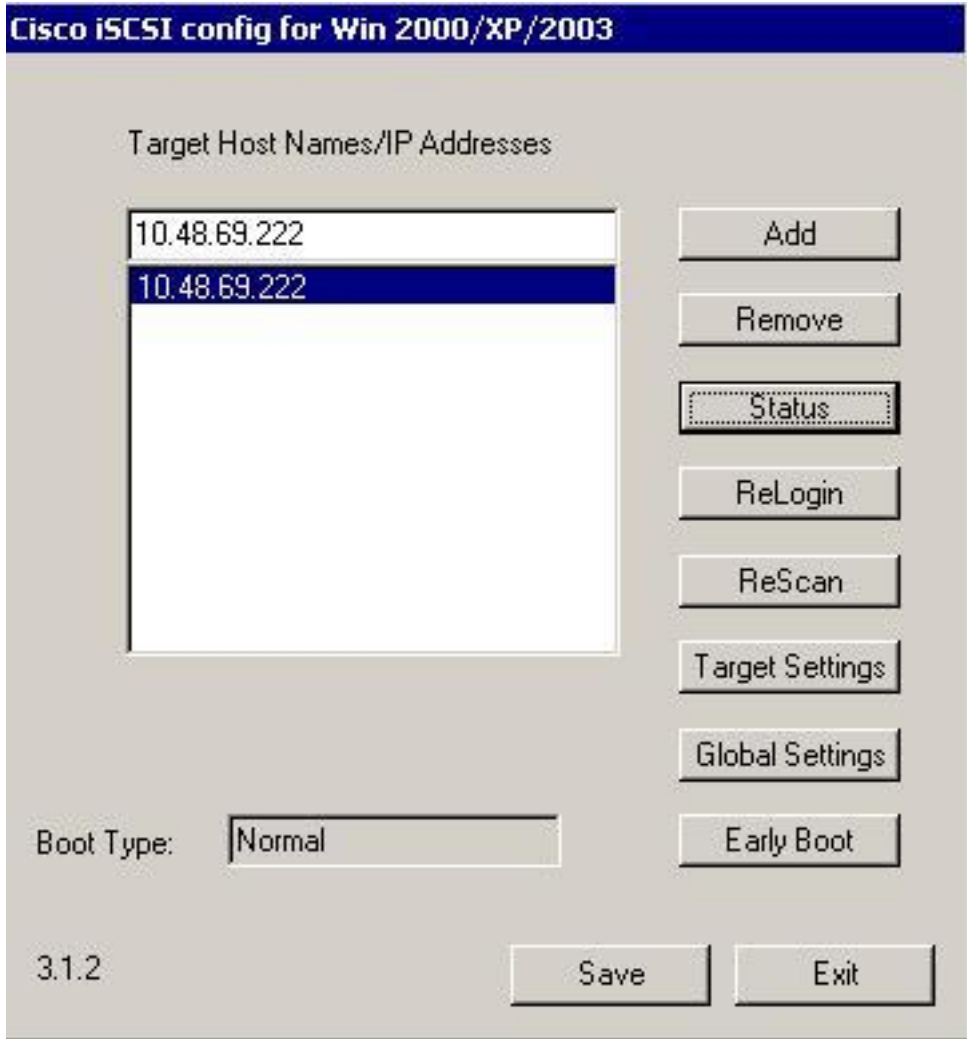 Cisco iSCSI config for Win 2000/XP/2003
Target Host Names/IP Addresses
10.48.69.222
Add
10.48.69.222
Remove
Status
ReLogin
ReScan
Target Settings
Global Settings
Boot Type:
Normal
Early Boot
3.1.2
Save
Exit